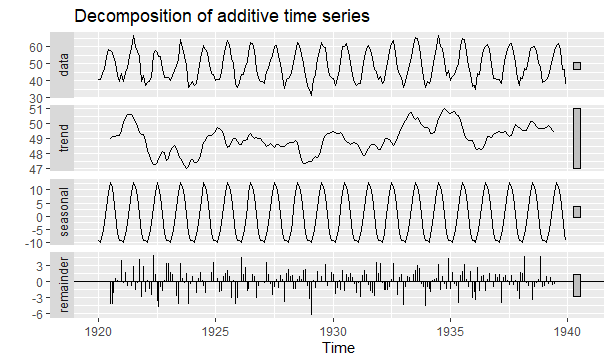 Decomposition of additive time series
data
60
50
40
30
trend
51
50
49
48
47
seasonal
10
5
0
-5
-10
remainder
3
0
-3
-6
1920 1925 1930 1935 1940
Time